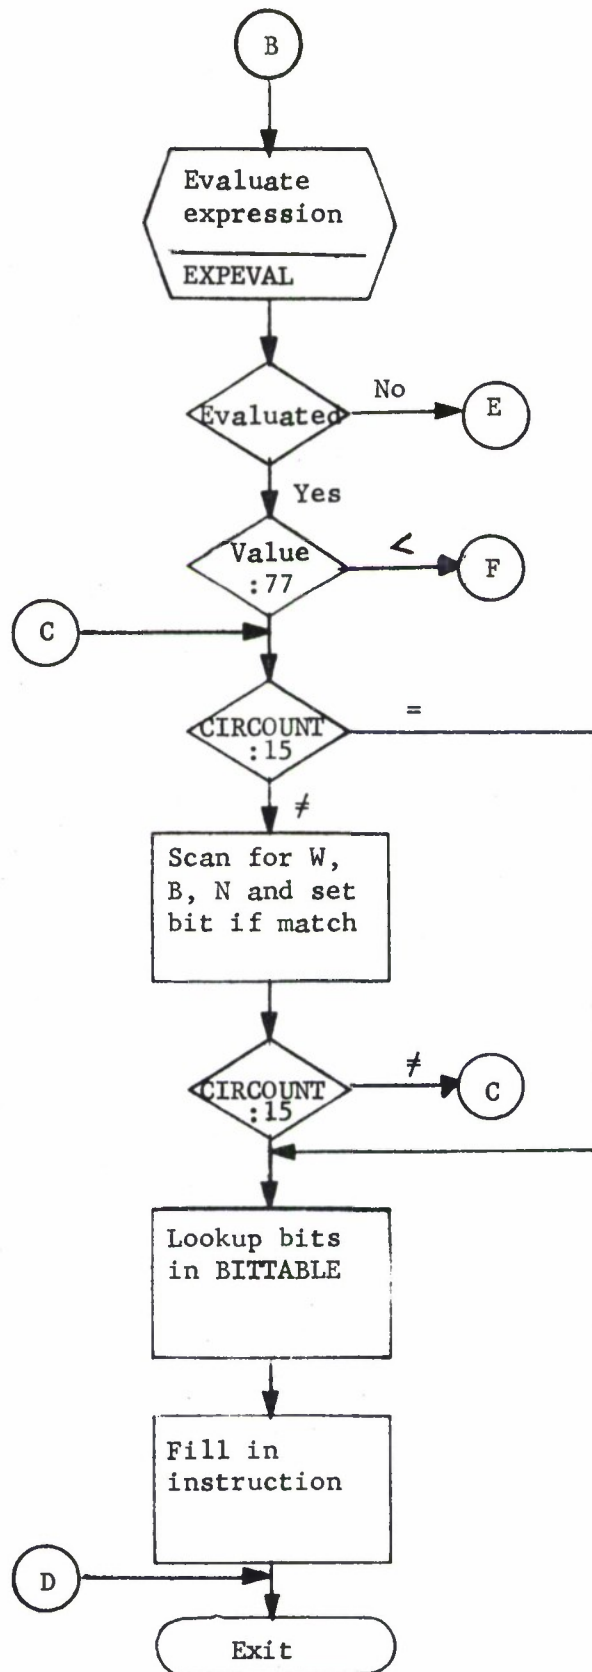 B
Evaluate
expression
EXPEVAL
Evaluated
No
E
Yes
Value
:77
<
F
C
CIRCOUNT
:15
=
≠
Scan for W,
B, N and set
bit if match
CIRCOUNT
:15
≠
C
Lookup bits
in BITTABLE
Fill in
instruction
D
Exit